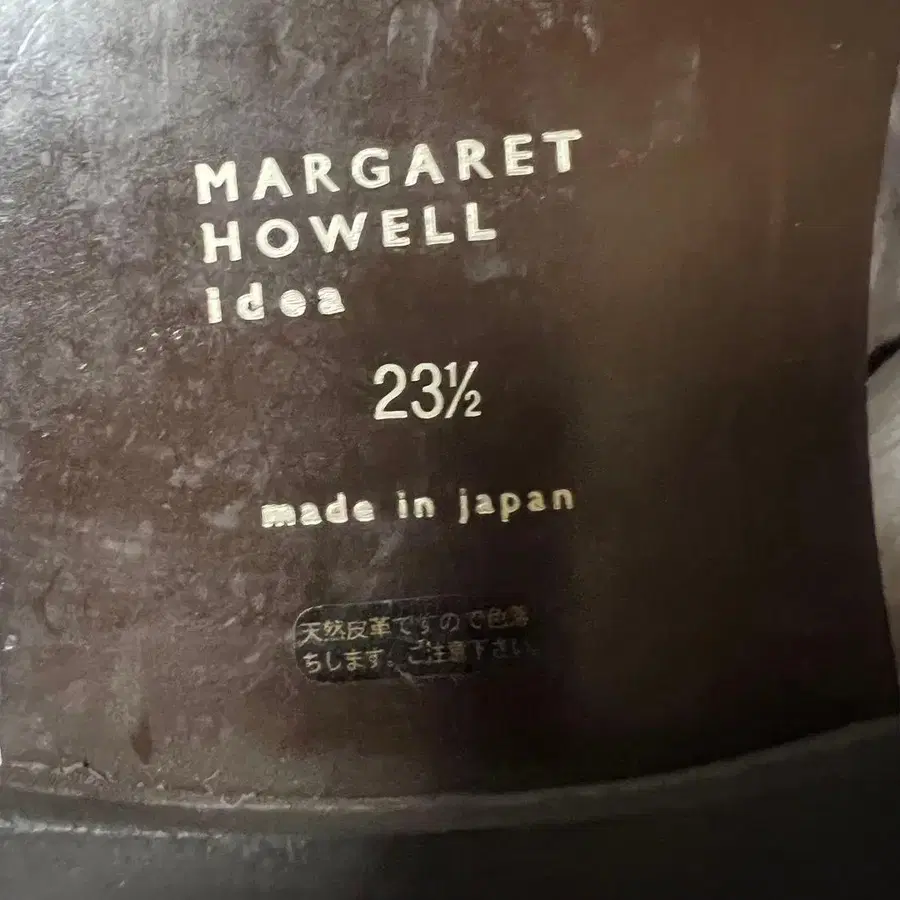 MARGARET
HOWELL
idea
23½
made in japan
天然皮革ですので色落
ちします。ご注意下さい。